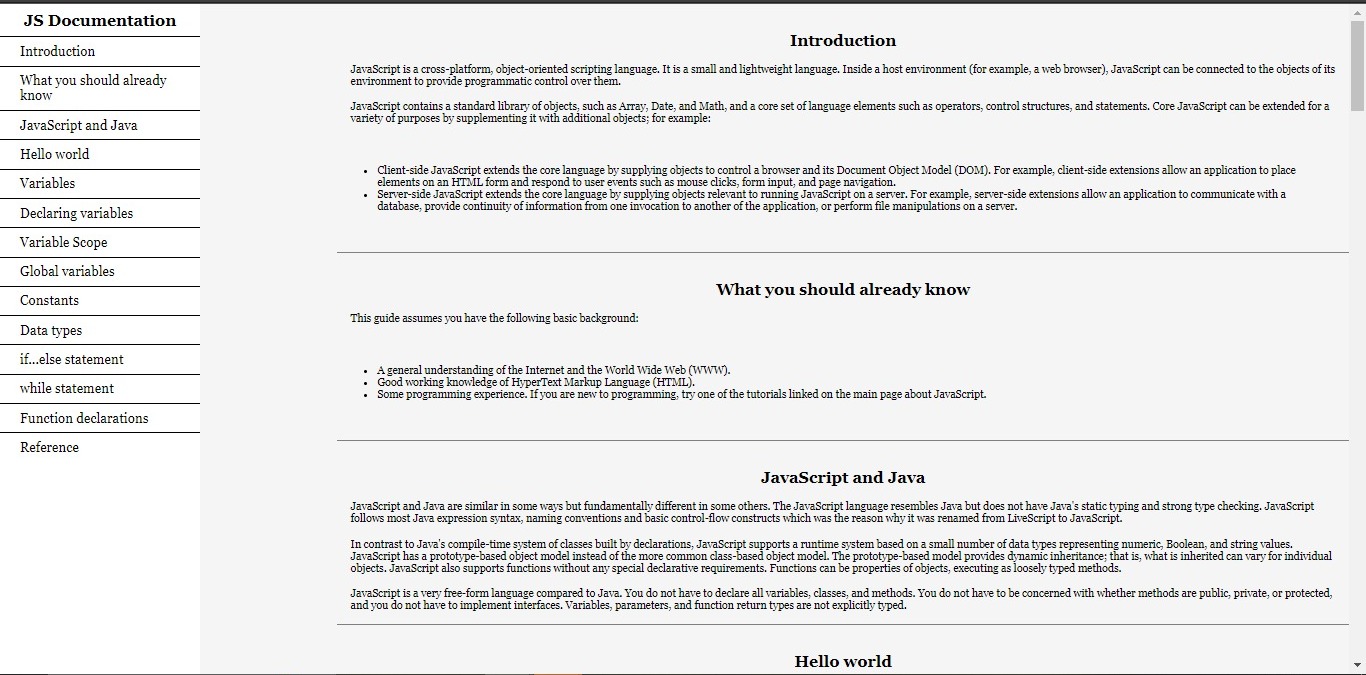 JS Documentation
Introduction
What you should already
know
JavaScript and Java
Hello world
Variables
Declaring variables
Variable Scope
Global variables
Constants
Data types
if...else statement
while statement
Function declarations
Reference
Introduction
JavaScript is a cross-platform, object-oriented scripting language. It is a small and lightweight language. Inside a host environment (for example, a web browser), JavaScript can be connected to the objects of its
environment to provide programmatic control over them.
JavaScript contains a standard library of objects, such as Array, Date, and Math, and a core set of language elements such as operators, control structures, and statements. Core JavaScript can be extended for a
variety of purposes by supplementing it with additional objects; for example:
• Client-side JavaScript extends the core language by supplying objects to control a browser and its Document Object Model (DOM). For example, client-side extensions allow an application to place
elements on an HTML form and respond to user events such as mouse clicks, form input, and page navigation.
• Server-side JavaScript extends the core language by supplying objects relevant to running JavaScript on a server. For example, server-side extensions allow an application to communicate with a
database, provide continuity of information from one invocation to another of the application, or perform file manipulations on a server.
What you should already know
This guide assumes you have the following basic background:
• A general understanding of the Internet and the World Wide Web (WWW).
• Good working knowledge of HyperText Markup Language (HTML).
• Some programming experience. If you are new to programming, try one of the tutorials linked on the main page about JavaScript.
JavaScript and Java
JavaScript and Java are similar in some ways but fundamentally different in some others. The JavaScript language resembles Java but does not have Java's static typing and strong type checking. JavaScript
follows most Java expression syntax, naming conventions and basic control-flow constructs which was the reason why it was renamed from LiveScript to JavaScript.
In contrast to Java's compile-time system of classes built by declarations, JavaScript supports a runtime system based on a small number of data types representing numeric, Boolean, and string values.
JavaScript has a prototype-based object model instead of the more common class-based object model. The prototype-based model provides dynamic inheritance; that is, what is inherited can vary for individual
objects. JavaScript also supports functions without any special declarative requirements. Functions can be properties of objects, executing as loosely typed methods.
JavaScript is a very free-form language compared to Java. You do not have to declare all variables, classes, and methods. You do not have to be concerned with whether methods are public, private, or protected,
and you do not have to implement interfaces. Variables, parameters, and function return types are not explicitly typed.
Hello world